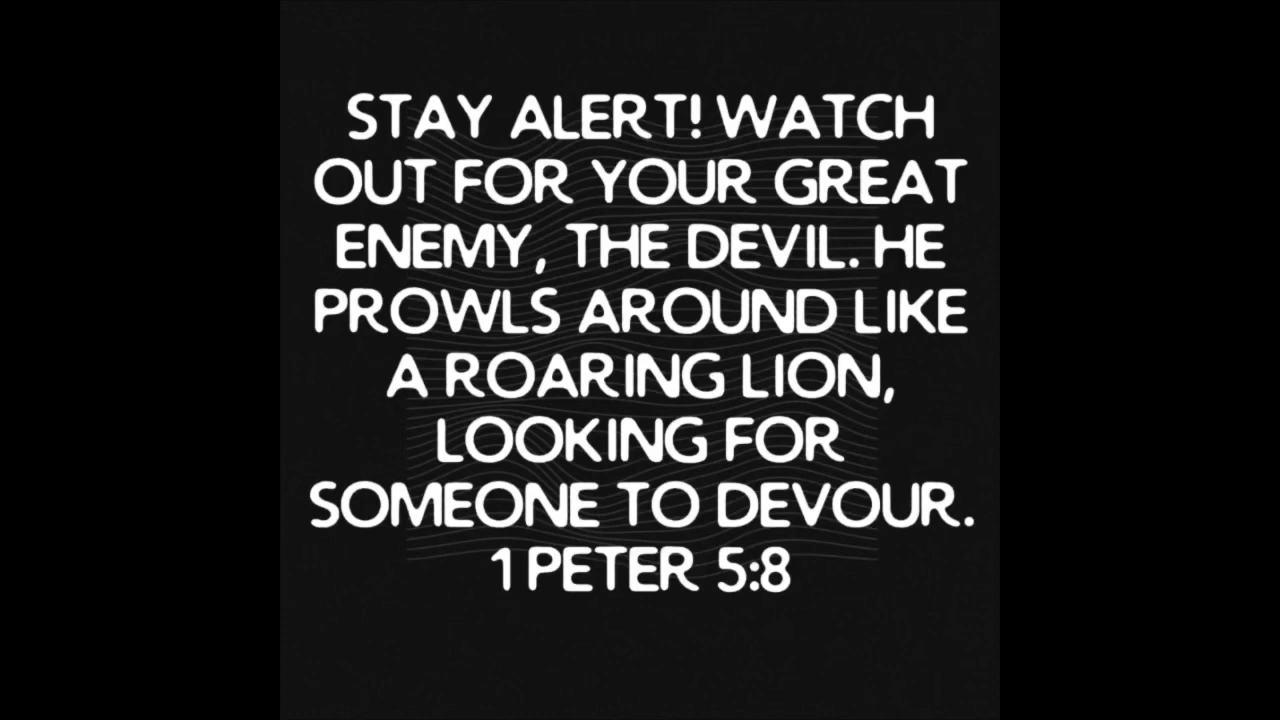 STAY ALERT! WATCH
OUT FOR YOUR GREAT
ENEMY, THE DEVIL. HE
PROWLS AROUND LIKE
A ROARING LION,
LOOKING FOR
SOMEONE TO DEVOUR.
1 PETER 5:8